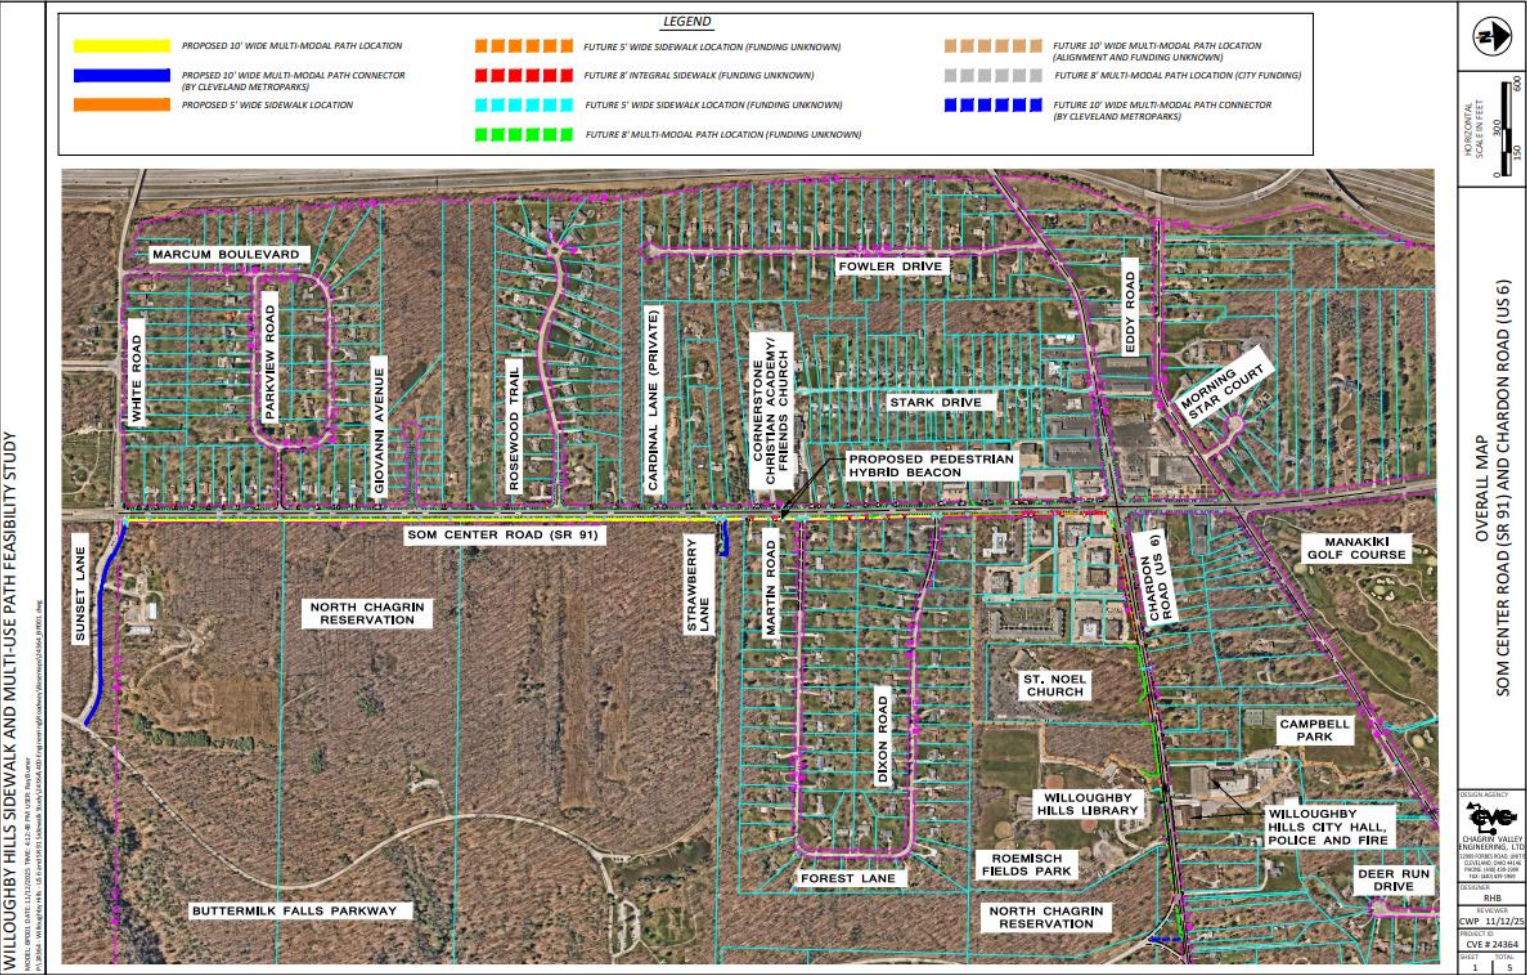 LEGEND
PROPOSED 10' WIDE MULTI-MODAL PATH LOCATION
PROPSED 10' WIDE MULTI-MODAL PATH CONNECTOR
(BY CLEVELAND METROPARKS)
PROPOSED 5' WIDE SIDEWALK LOCATION
FUTURE 5' WIDE SIDEWALK LOCATION (FUNDING UNKNOWN)
FUTURE 8' INTEGRAL SIDEWALK (FUNDING UNKNOWN)
FUTURE 5' WIDE SIDEWALK LOCATION (FUNDING UNKNOWN)
FUTURE 8' MULTI-MODAL PATH LOCATION (FUNDING UNKNOWN)
FUTURE 10' WIDE MULTI-MODAL PATH LOCATION
(ALIGNMENT AND FUNDING UNKNOWN)
FUTURE 8' MULTI-MODAL PATH LOCATION (CITY FUNDING)
FUTURE 10' WIDE MULTI-MODAL PATH CONNECTOR
(BY CLEVELAND METROPARKS)
WILLOUGHBY HILLS SIDEWALK AND MULTI-USE PATH FEASIBILITY STUDY
MARCUM BOULEVARD
WHITE ROAD
PARKVIEW ROAD
GIOVANNI AVENUE
ROSEWOOD TRAIL
CARDINAL LANE (PRIVATE)
CORNERSTONE
CHRISTIAN ACADEMY/
FRIENDS CHURCH
FOWLER DRIVE
STARK DRIVE
EDDY ROAD
MORNING
STAR COURT
PROPOSED PEDESTRIAN
HYBRID BEACON
SUNSET LANE
SOM CENTER ROAD (SR 91)
STRAWBERRY
LANE
MARTIN ROAD
CHARDON
ROAD (US 6)
MANAKIKI
GOLF COURSE
NORTH CHAGRIN
RESERVATION
ST. NOEL
CHURCH
DIXON ROAD
CAMPBELL
PARK
WILLOUGHBY
HILLS LIBRARY
WILLOUGHBY
HILLS CITY HALL,
POLICE AND FIRE
ROEMISCH
FIELDS PARK
FOREST LANE
DEER RUN
DRIVE
BUTTERMILK FALLS PARKWAY
NORTH CHAGRIN
RESERVATION
N
HORIZONTAL
SCALE IN FEET
0
150
300
600
OVERALL MAP
SOM CENTER ROAD (SR 91) AND CHARDON ROAD (US 6)
DESIGN AGENCY
cve
CHAGRIN VALLEY
ENGINEERING, LTD
DESIGNER
RHB
REVIEWER
CWP 11/12/25
PROJECT ID
CVE # 24364
SHEET TOTAL
1 5